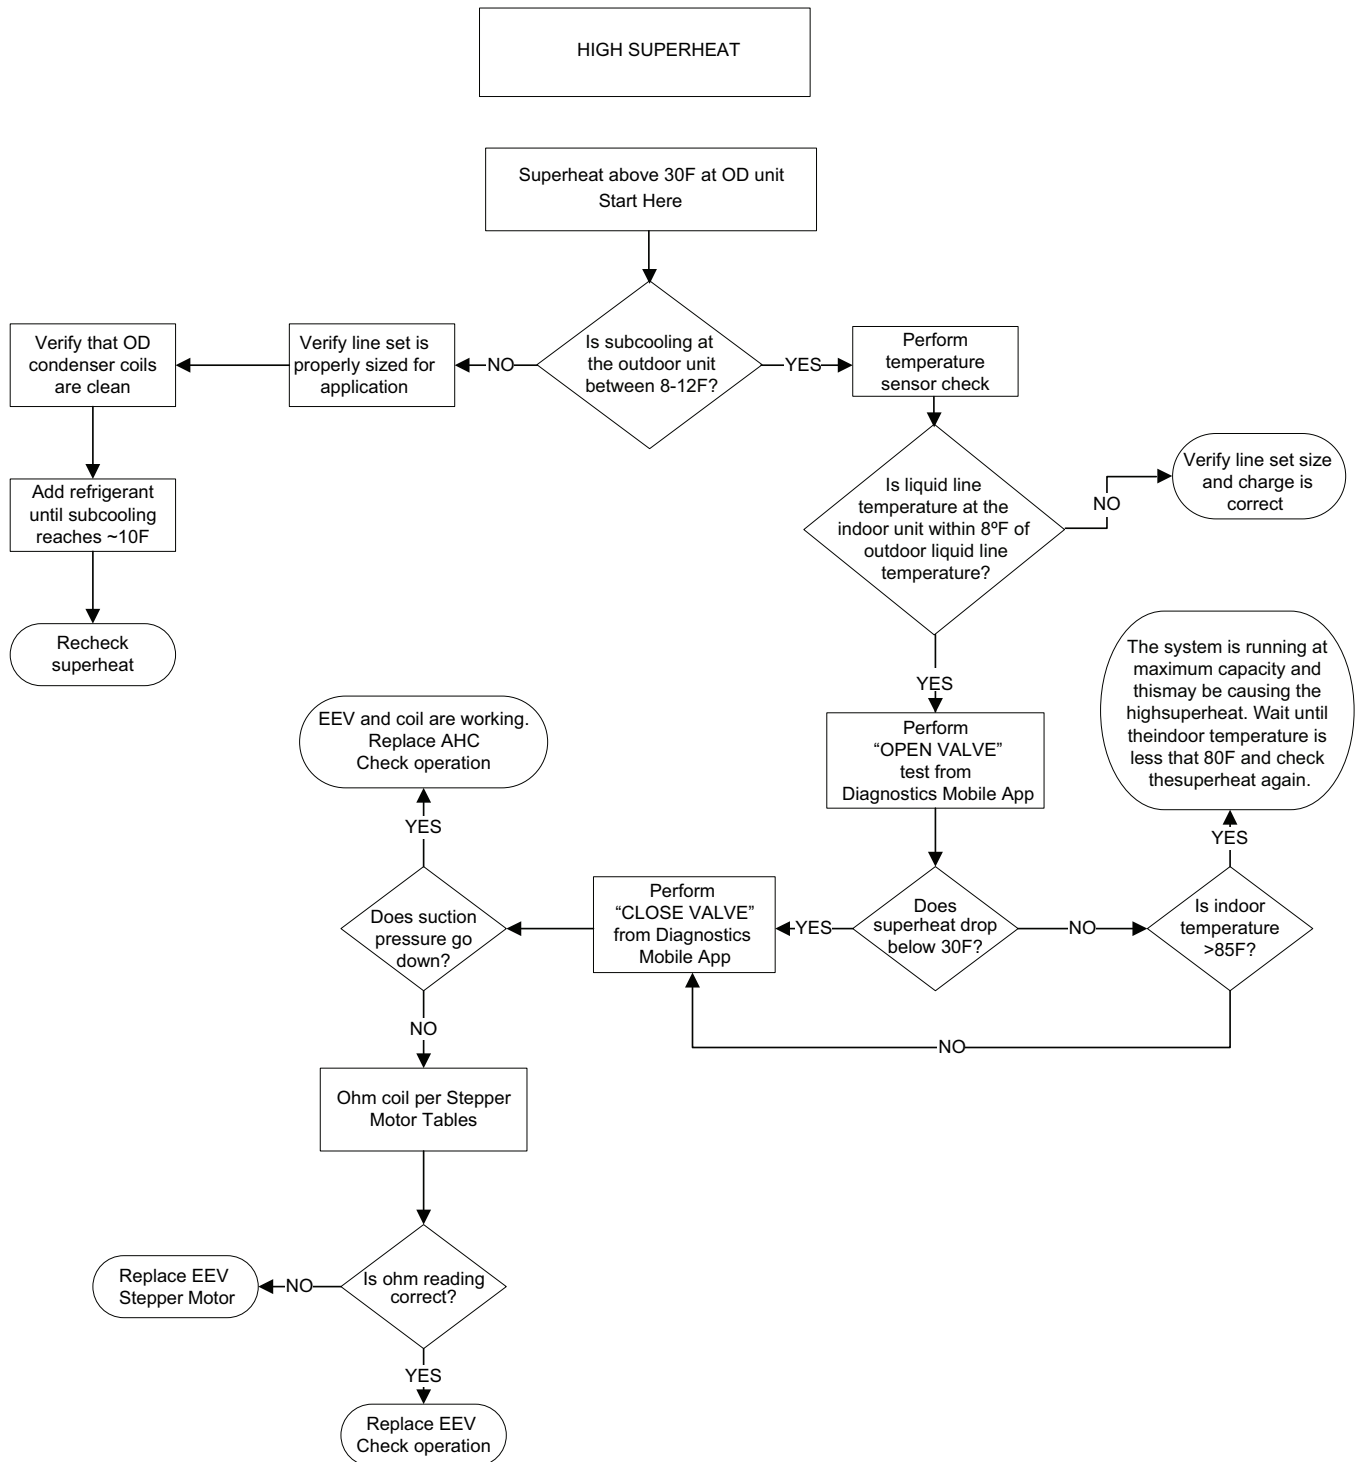 HIGH SUPERHEAT
Superheat above 30F at OD unit
Start Here
Is subcooling at
the outdoor unit
between 8-12F?
NO
Verify line set is
properly sized for
application
Verify that OD
condenser coils
are clean
Add refrigerant
until subcooling
reaches ~10F
Recheck
superheat
YES
Perform
temperature
sensor check
Is liquid line
temperature at the
indoor unit within 8ºF of
outdoor liquid line
temperature?
NO
Verify line set size
and charge is
correct
YES
Perform
“OPEN VALVE”
test from
Diagnostics Mobile App
Does
superheat drop
below 30F?
NO
Is indoor
temperature
>85F?
YES
The system is running at
maximum capacity and
thismay be causing the
highsuperheat. Wait until
theindoor temperature is
less that 80F and check
thesuperheat again.
NO
YES
Perform
“CLOSE VALVE”
from Diagnostics
Mobile App
Does suction
pressure go
down?
YES
EEV and coil are working.
Replace AHC
Check operation
NO
Ohm coil per Stepper
Motor Tables
Is ohm reading
correct?
NO
Replace EEV
Stepper Motor
YES
Replace EEV
Check operation